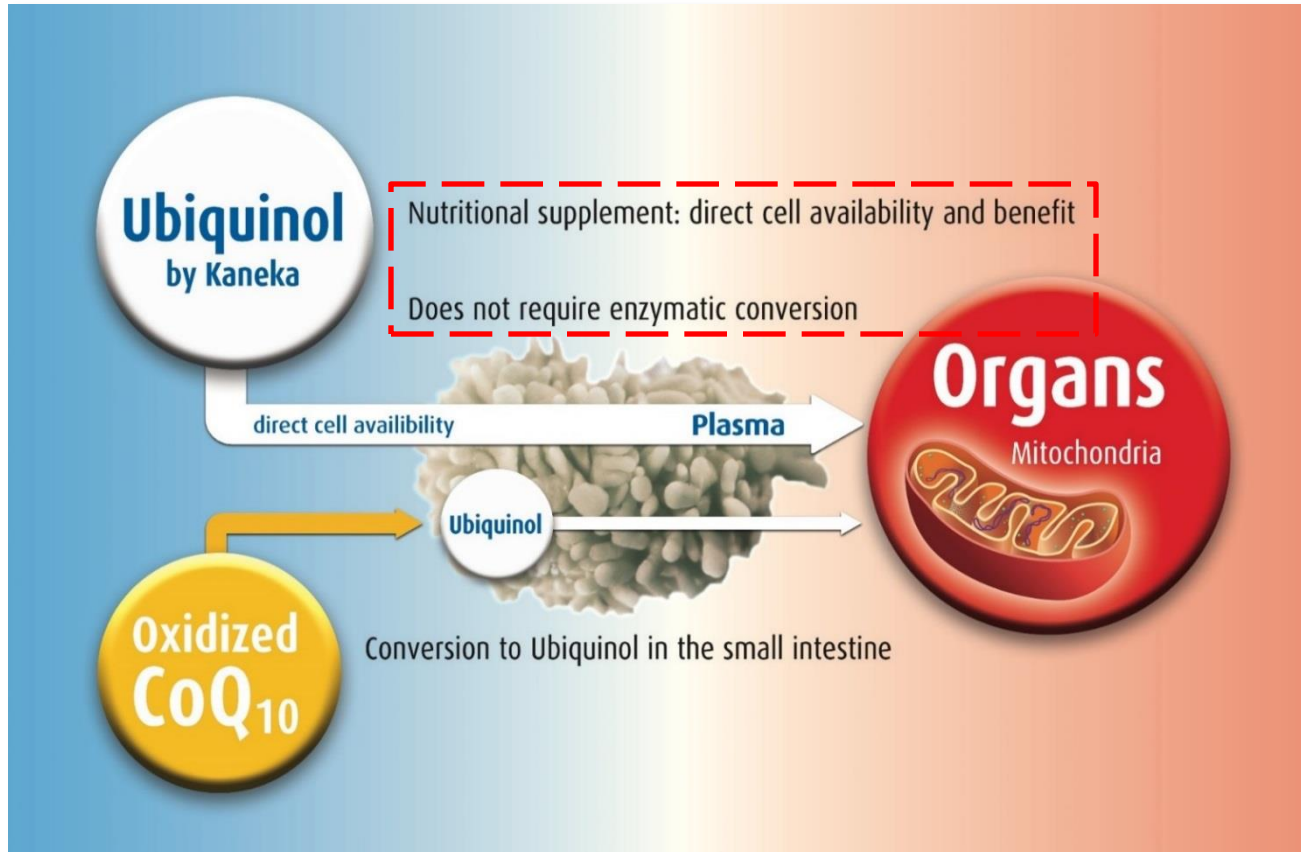 Ubiquinol
by Kaneka
Nutritional supplement: direct cell availability and benefit
Does not require enzymatic conversion
direct cell availibility
Plasma
Organs
Mitochondria
Ubiquinol
Oxidized
CoQ10
Conversion to Ubiquinol in the small intestine